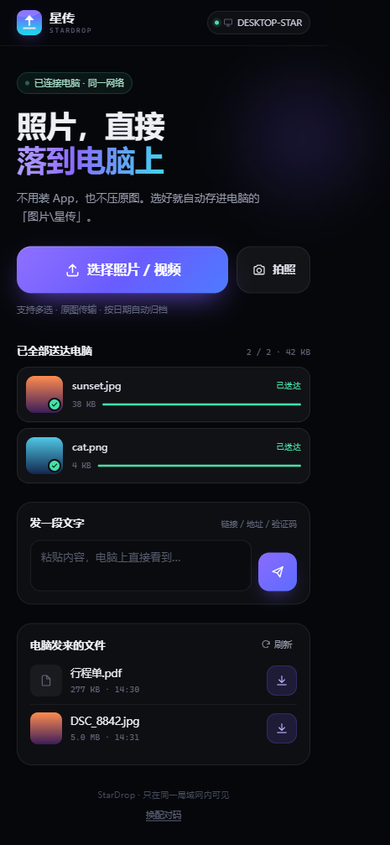 星传
STARDROP
DESKTOP-STAR
已连接电脑 · 同一网络
照片，直接
落到电脑上
不用装 App，也不压原图。选好就自动存进电脑的
「图片\星传」。
选择照片 / 视频
拍照
支持多选 · 原图传输 · 按日期自动归档
已全部送达电脑
2 / 2 · 42 KB
sunset.jpg
已送达
38 KB
cat.png
已送达
4 KB
发一段文字
链接 / 地址 / 验证码
粘贴内容，电脑上直接看到…
电脑发来的文件
刷新
行程单.pdf
277 KB · 14:30
DSC_8842.jpg
5.0 MB · 14:31
StarDrop · 只在同一局域网内可见
换配对码